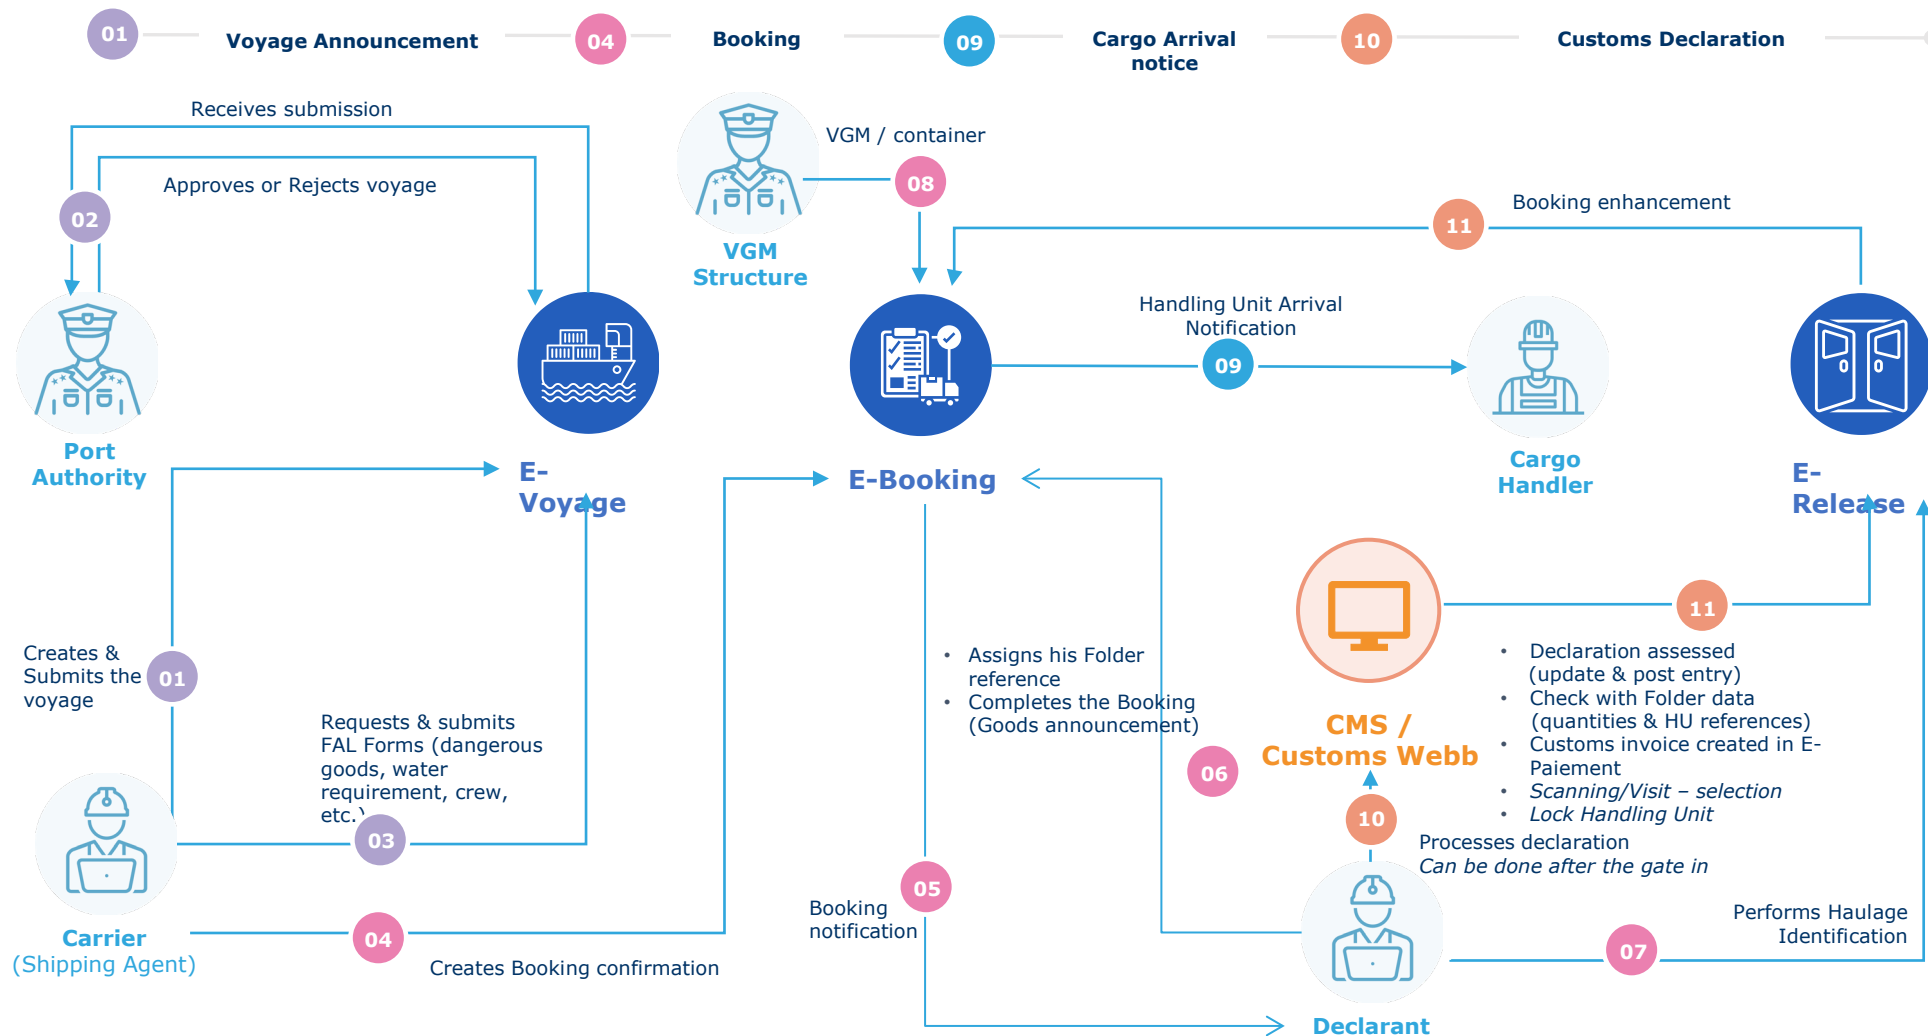 01
Voyage Announcement
04
Booking
09
Cargo Arrival
notice
10
Customs Declaration
Receives submission
Approves or Rejects voyage
02
Port
Authority
E-
Voyage
VGM / container
08
VGM
Structure
Booking enhancement
11
Handling Unit Arrival
Notification
09
E-Booking
Cargo
Handler
E-
Release
Creates &
Submits the
voyage
01
Requests & submits
FAL Forms (dangerous
goods, water
requirement, crew,
etc.)
03
Carrier
(Shipping Agent)
04
Creates Booking confirmation
• Assigns his Folder
reference
• Completes the Booking
(Goods announcement)
06
05
Booking
notification
CMS /
Customs Webb
11
• Declaration assessed
(update & post entry)
• Check with Folder data
(quantities & HU references)
• Customs invoice created in E-
Paiement
• Scanning/Visit – selection
• Lock Handling Unit
10
Processes declaration
Can be done after the gate in
Performs Haulage
Identification
07
Declarant